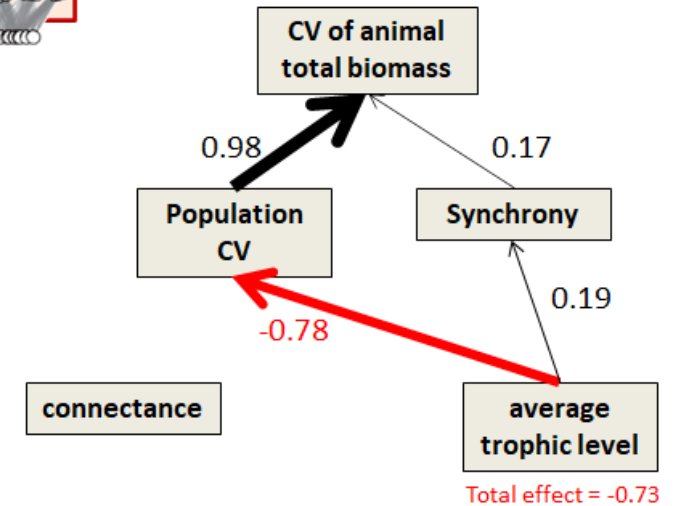 CV of animal
total biomass
0.98
0.17
Population
CV
Synchrony
-0.78
0.19
connectance
average
trophic level
Total effect = -0.73